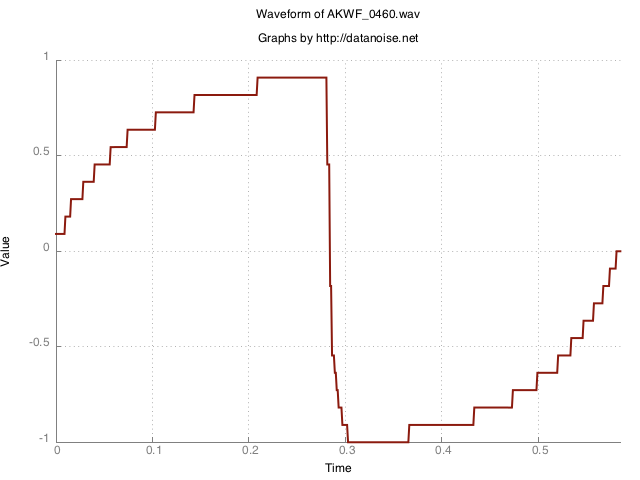 Waveform of AKWF_0460.wav
Graphs by http://datanoise.net
1
0.5
0
-0.5
-1
Value
0 0.1 0.2 0.3 0.4 0.5
Time